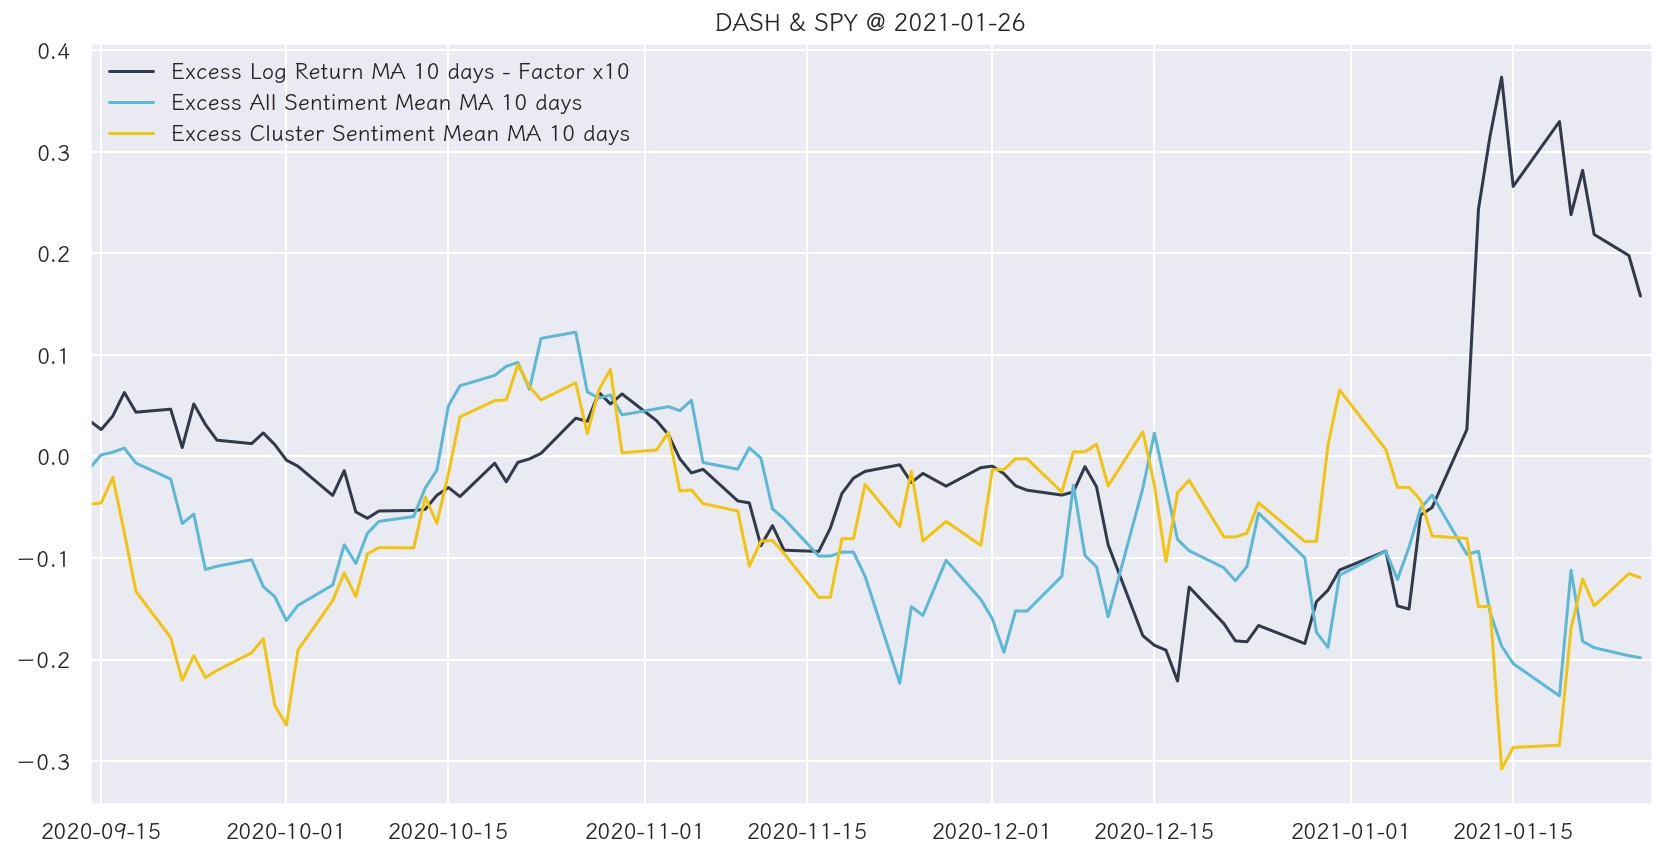 DASH & SPY @ 2021-01-26
0.4
0.3
0.2
0.1
0.0
−0.1
−0.2
−0.3
Excess Log Return MA 10 days - Factor x10
Excess All Sentiment Mean MA 10 days
Excess Cluster Sentiment Mean MA 10 days
2020-09-15 2020-10-01 2020-10-15 2020-11-01 2020-11-15 2020-12-01 2020-12-15 2021-01-01 2021-01-15